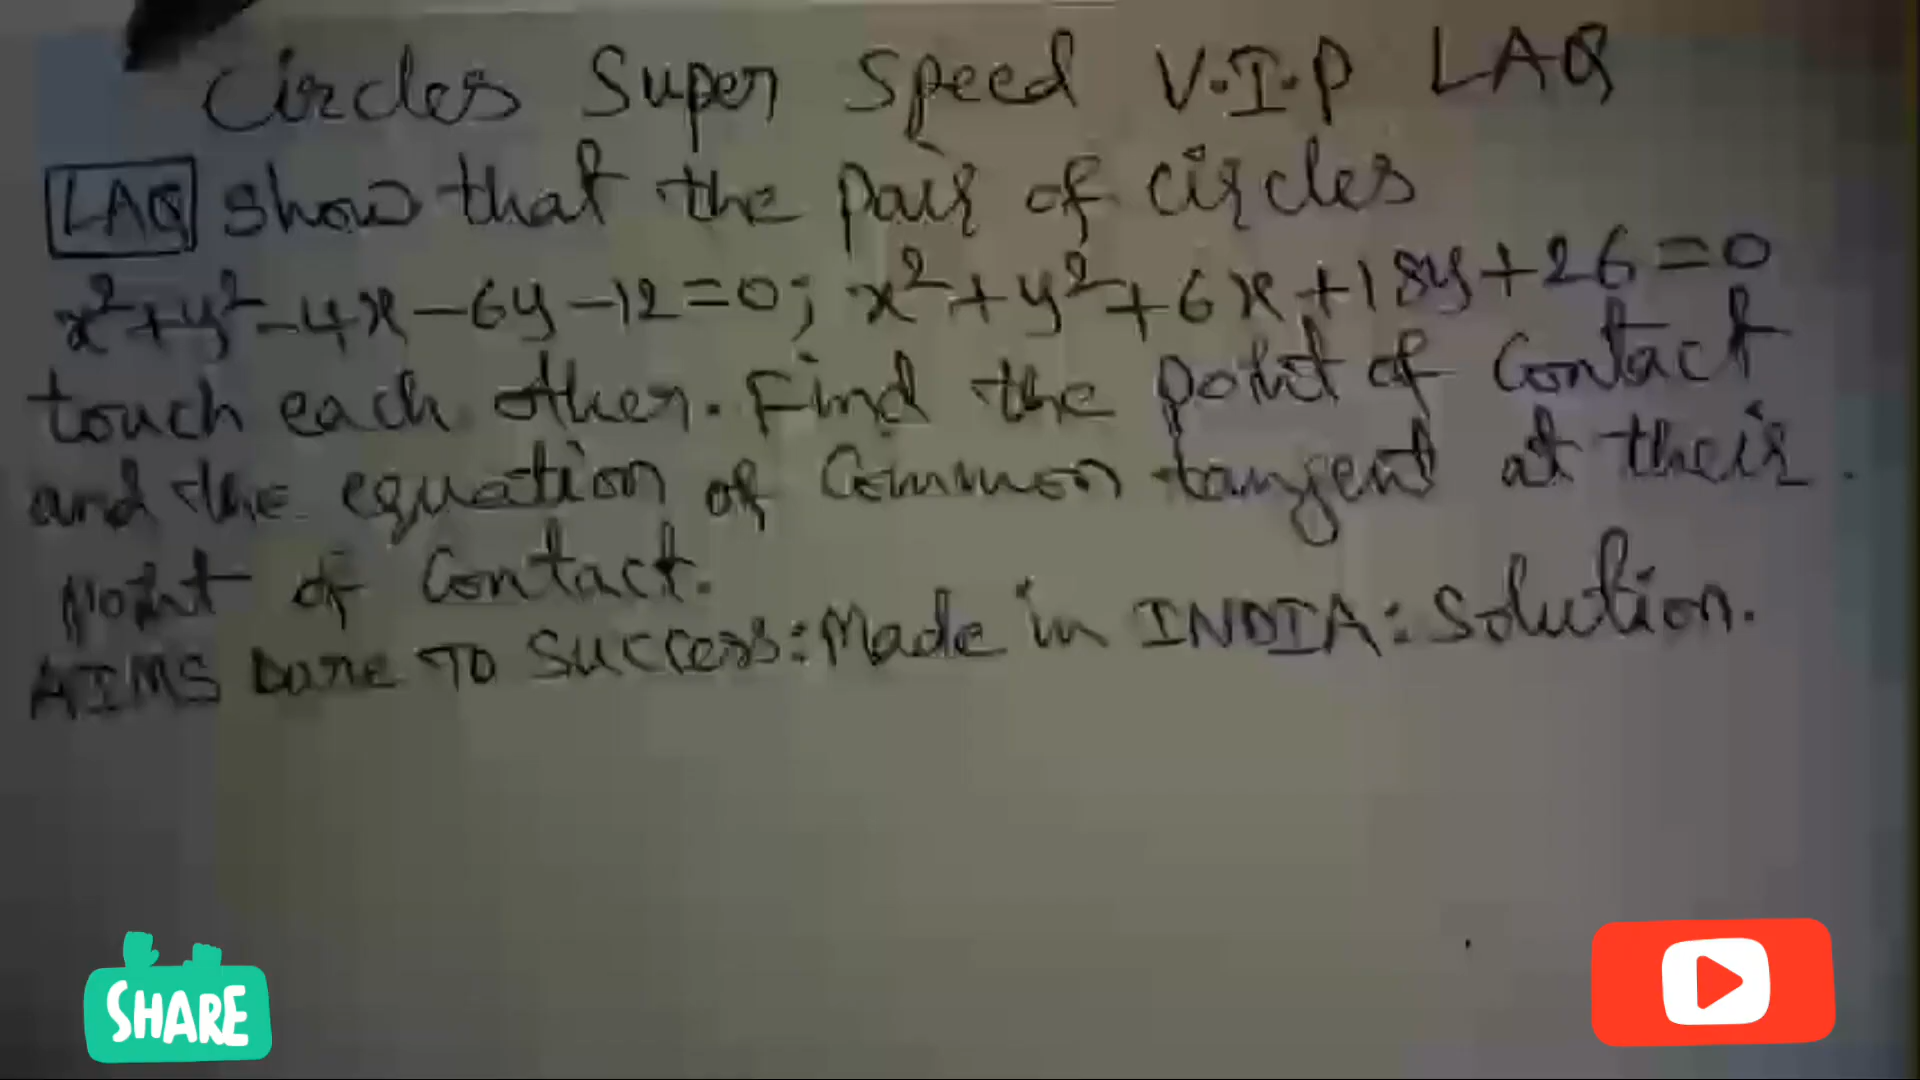 Circles Super Speed V.I.P LAQ
LAQ show that the pair of circles
x²+y²-4x-6y-12=0; x²+y²+6x+18y+26=0
touch each other. Find the point of Contact
and the equation of Common tangent at their
point of Contact.
AIMS DARE TO SUCCESS: Made in INDIA: Solution.
SHARE